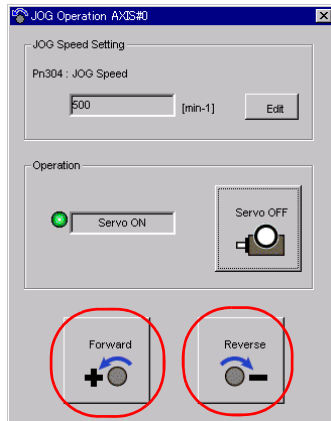 JOG Operation AXIS#0
JOG Speed Setting
Pn304 : JOG Speed
500 [min-1] Edit
Operation
Servo ON
Servo OFF
Forward Reverse